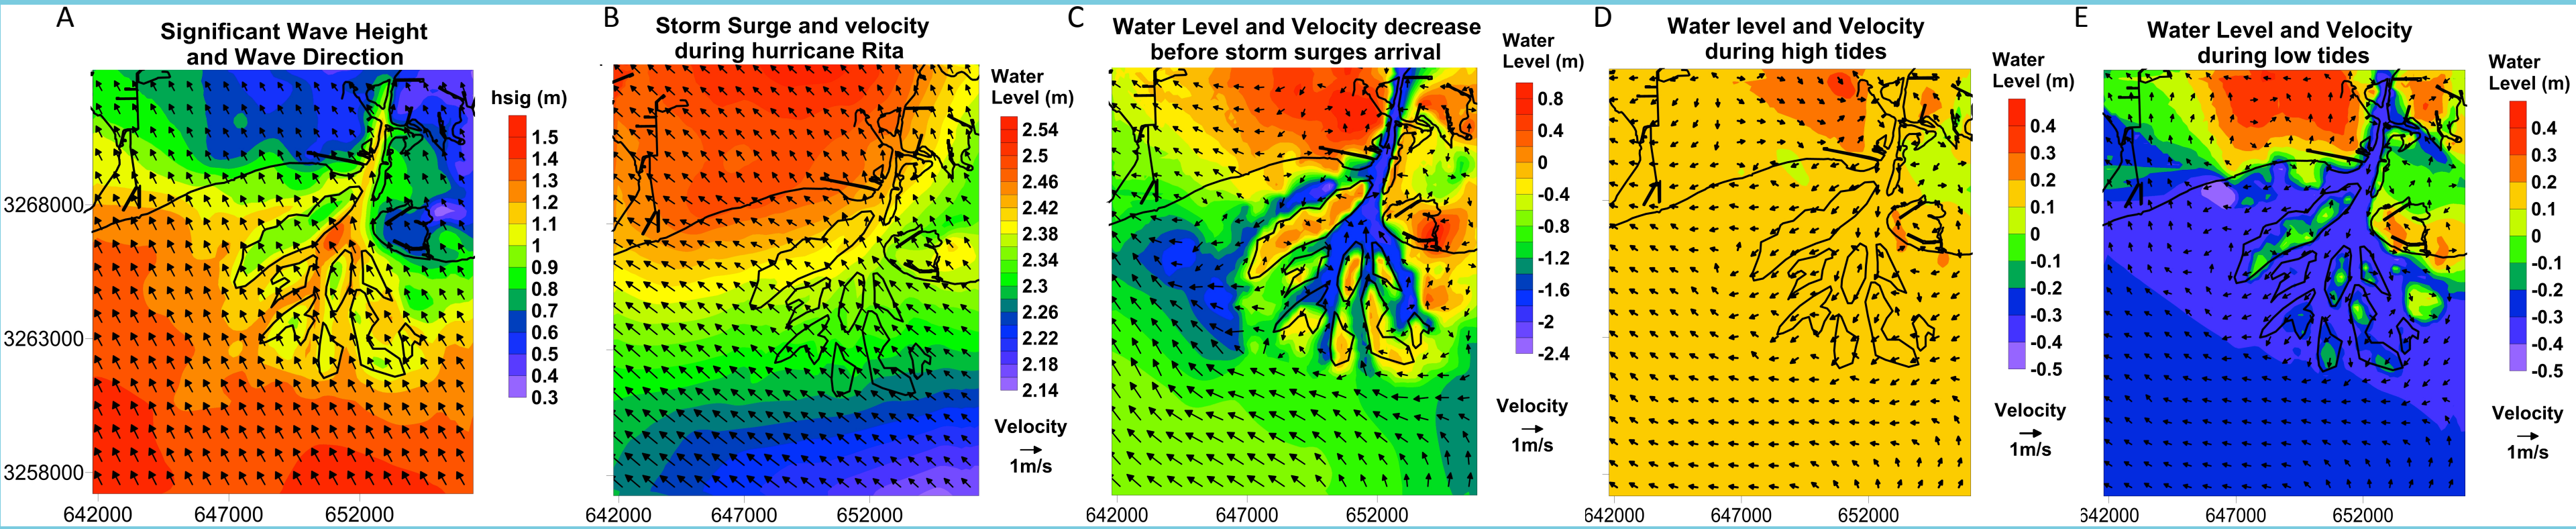 A
Significant Wave Height
and Wave Direction
hsig (m)
1.5
1.4
1.3
1.1
1
0.9
0.8
0.7
0.6
0.5
0.4
0.3
3268000
3263000
3258000
642000
647000
652000
B
Storm Surge and velocity
during hurricane Rita
Water
Level (m)
2.54
2.5
2.46
2.42
2.38
2.34
2.3
2.26
2.22
2.18
2.14
Velocity
1m/s
642000
647000
652000
C
Water Level and Velocity decrease
before storm surges arrival
Water
Level (m)
0.8
0.4
0
-0.4
-0.8
-1.2
-1.6
-2
-2.4
Velocity
1m/s
642000
647000
652000
D
Water level and Velocity
during high tides
Water
Level (m)
0.4
0.3
0.2
0.1
0
-0.1
-0.2
-0.3
-0.4
-0.5
Velocity
1m/s
642000
647000
652000
E
Water Level and Velocity
during low tides
Water
Level (m)
0.4
0.3
0.2
0.1
0
-0.1
-0.2
-0.3
-0.4
-0.5
Velocity
1m/s
642000
647000
652000